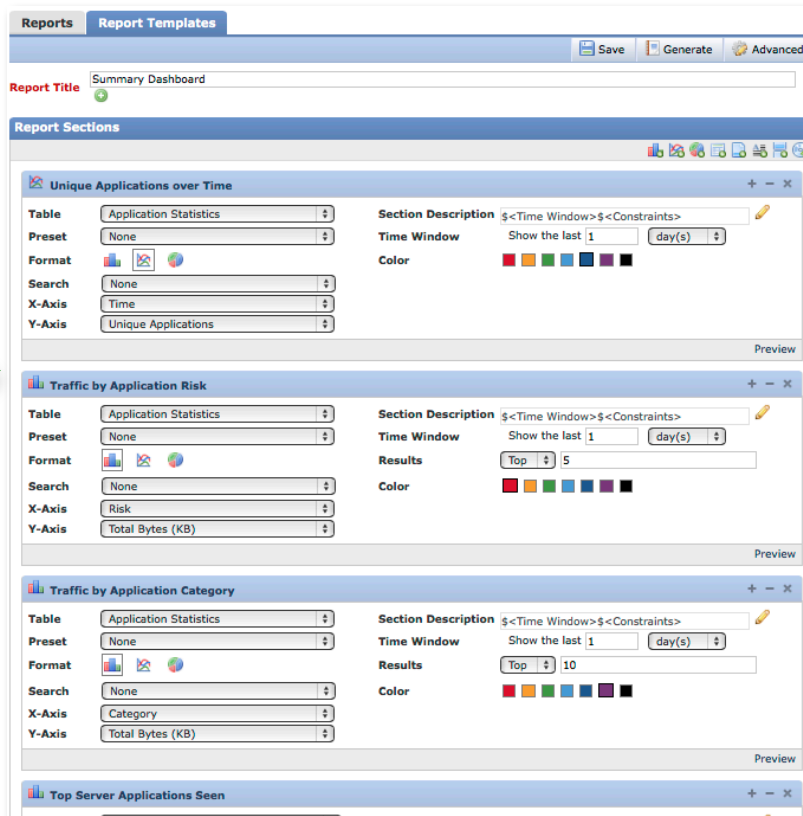 Reports Report Templates
Save Generate Advanced
Report Title Summary Dashboard
Report Sections
Unique Applications over Time
Table Application Statistics Section Description $<Time Window>$<Constraints>
Preset None Time Window Show the last 1 day(s)
Format Color
Search None
X-Axis Time
Y-Axis Unique Applications
Preview
Traffic by Application Risk
Table Application Statistics Section Description $<Time Window>$<Constraints>
Preset None Time Window Show the last 1 day(s)
Format Results Top 5
Search None Color
X-Axis Risk
Y-Axis Total Bytes (KB)
Preview
Traffic by Application Category
Table Application Statistics Section Description $<Time Window>$<Constraints>
Preset None Time Window Show the last 1 day(s)
Format Results Top 10
Search None Color
X-Axis Category
Y-Axis Total Bytes (KB)
Preview
Top Server Applications Seen